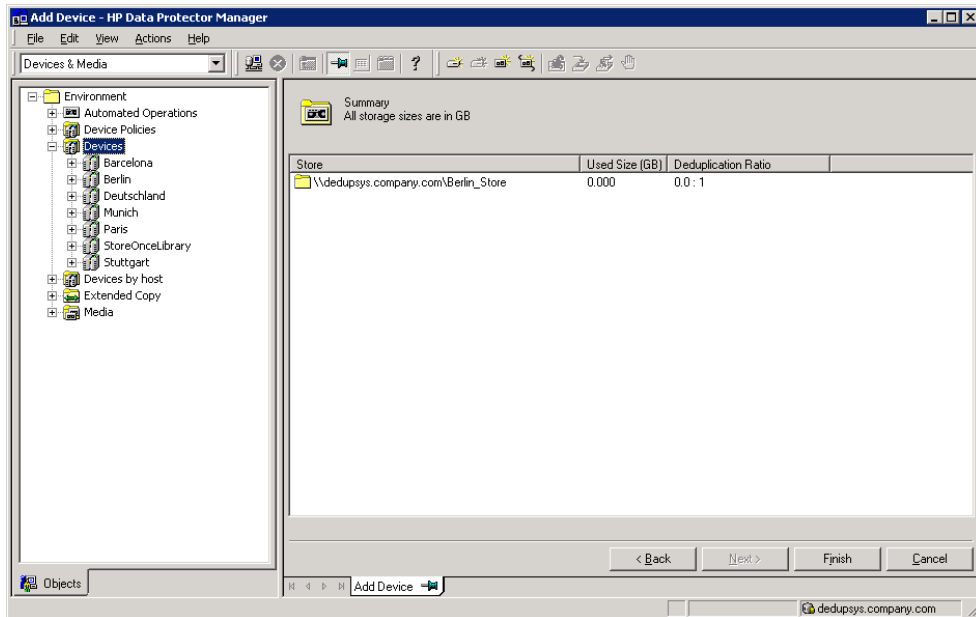 Add Device - HP Data Protector Manager
File Edit View Actions Help
Devices & Media
Environment
Automated Operations
Device Policies
Devices
Barcelona
Berlin
Deutschland
Munich
Paris
StoreOnceLibrary
Stuttgart
Devices by host
Extended Copy
Media
Objects
Summary
All storage sizes are in GB
Store Used Size (GB) Deduplication Ratio
\\dedupsys.company.com\Berlin_Store 0.000 0.0 : 1
< Back Next > Finish Cancel
Add Device
dedupsys.company.com